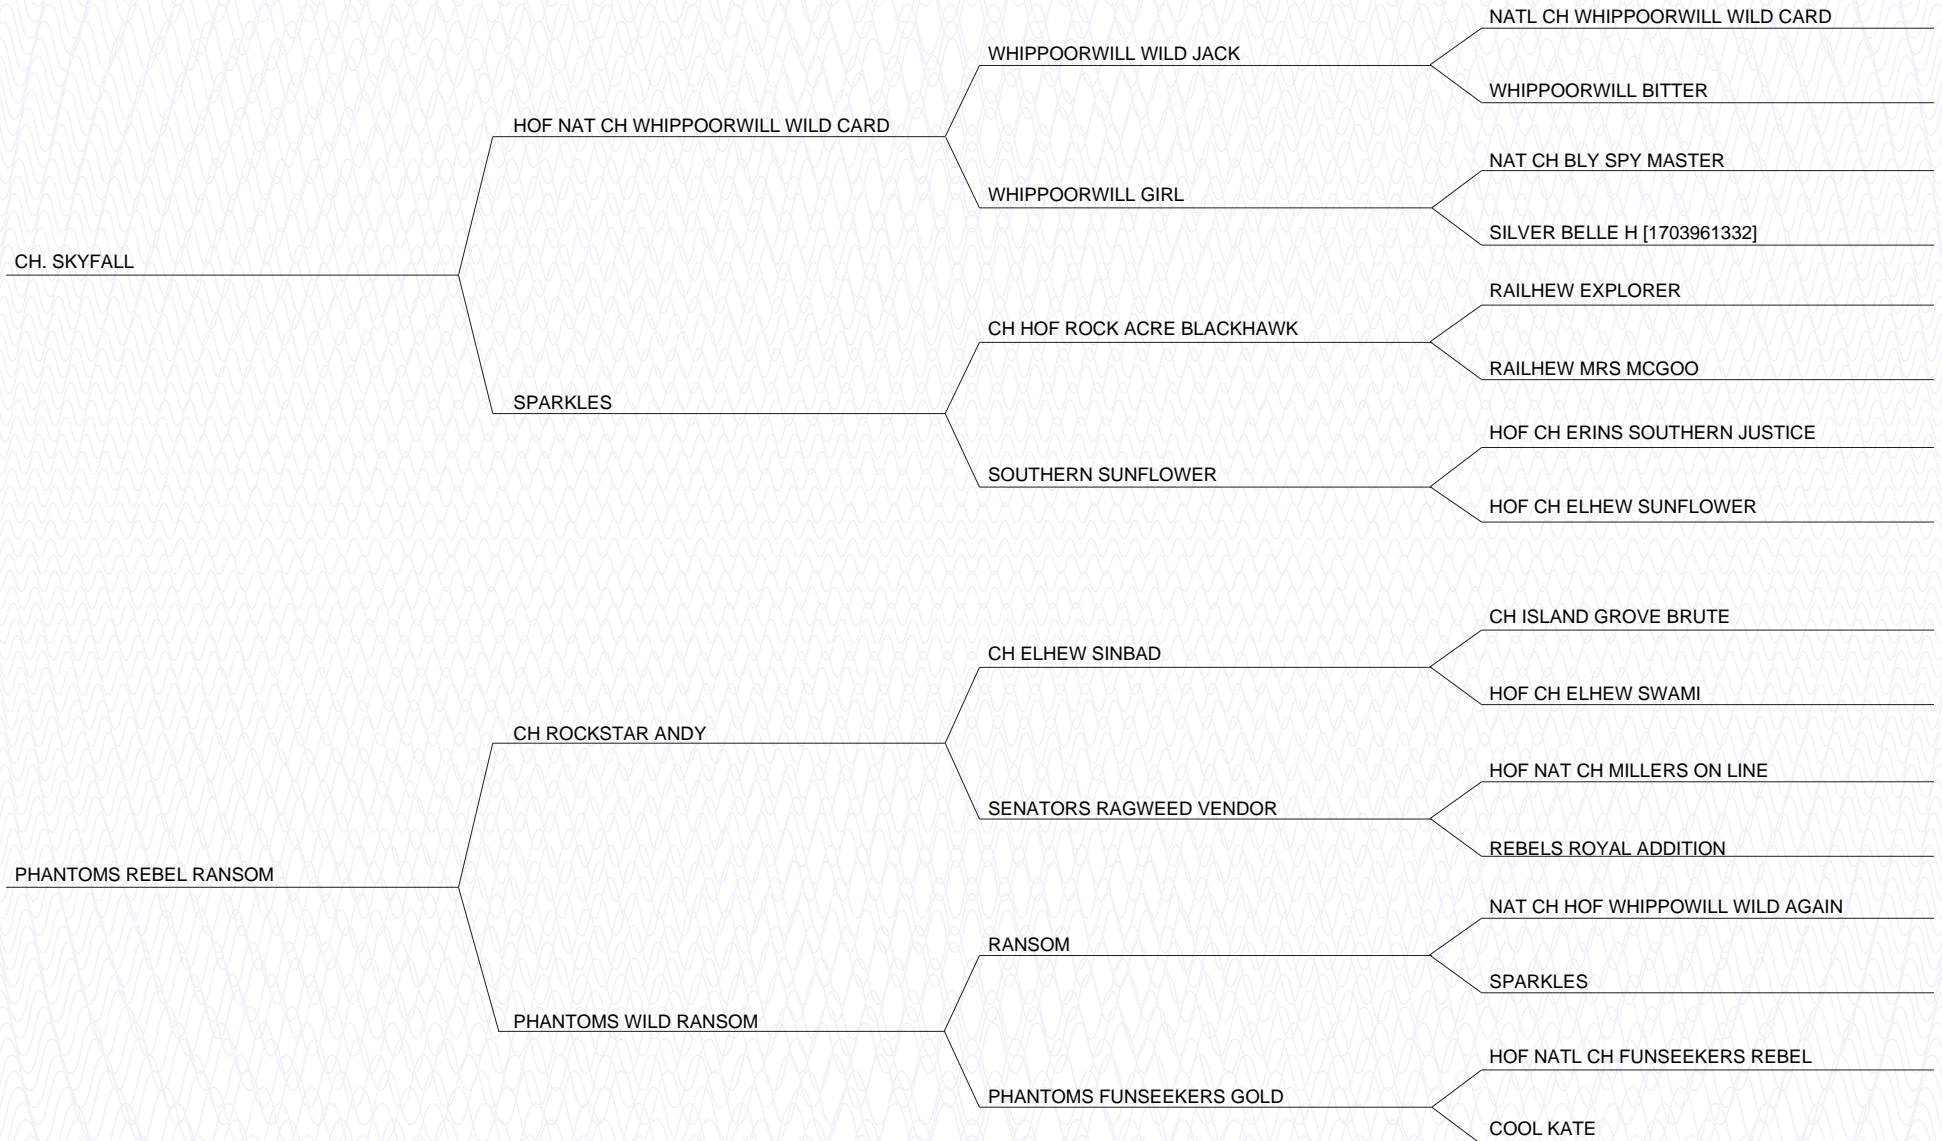 NATL CH WHIPPOORWILL WILD CARD
WHIPPOORWILL WILD JACK
WHIPPOORWILL BITTER
HOF NAT CH WHIPPOORWILL WILD CARD
NAT CH BLY SPY MASTER
WHIPPOORWILL GIRL
SILVER BELLE H [1703961332]
CH. SKYFALL
RAILHEW EXPLORER
CH HOF ROCK ACRE BLACKHAWK
RAILHEW MRS MCGOO
SPARKLES
HOF CH ERINS SOUTHERN JUSTICE
SOUTHERN SUNFLOWER
HOF CH ELHEW SUNFLOWER
CH ISLAND GROVE BRUTE
CH ELHEW SINBAD
HOF CH ELHEW SWAMI
CH ROCKSTAR ANDY
HOF NAT CH MILLERS ON LINE
SENATORS RAGWEED VENDOR
REBELS ROYAL ADDITION
PHANTOMS REBEL RANSOM
NAT CH HOF WHIPPOWILL WILD AGAIN
RANSOM
SPARKLES
PHANTOMS WILD RANSOM
HOF NATL CH FUNSEEKERS REBEL
PHANTOMS FUNSEEKERS GOLD
COOL KATE